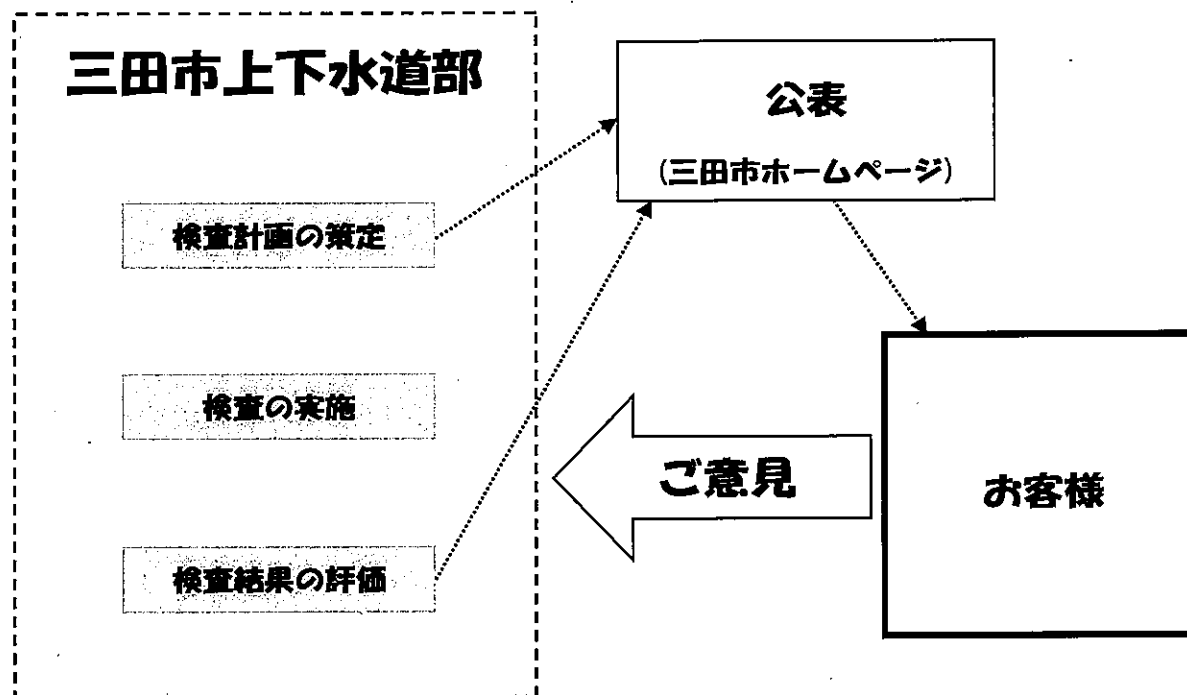 三田市上下水道部
公表
(三田市ホームページ)
検査計画の策定
検査の実施
ご意見
お客様
検査結果の評価